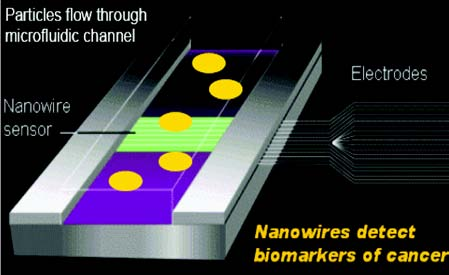 Particles flow through
microfluidic channel
Electrodes
Nanowire
sensor
Nanowires detect
biomarkers of cancer